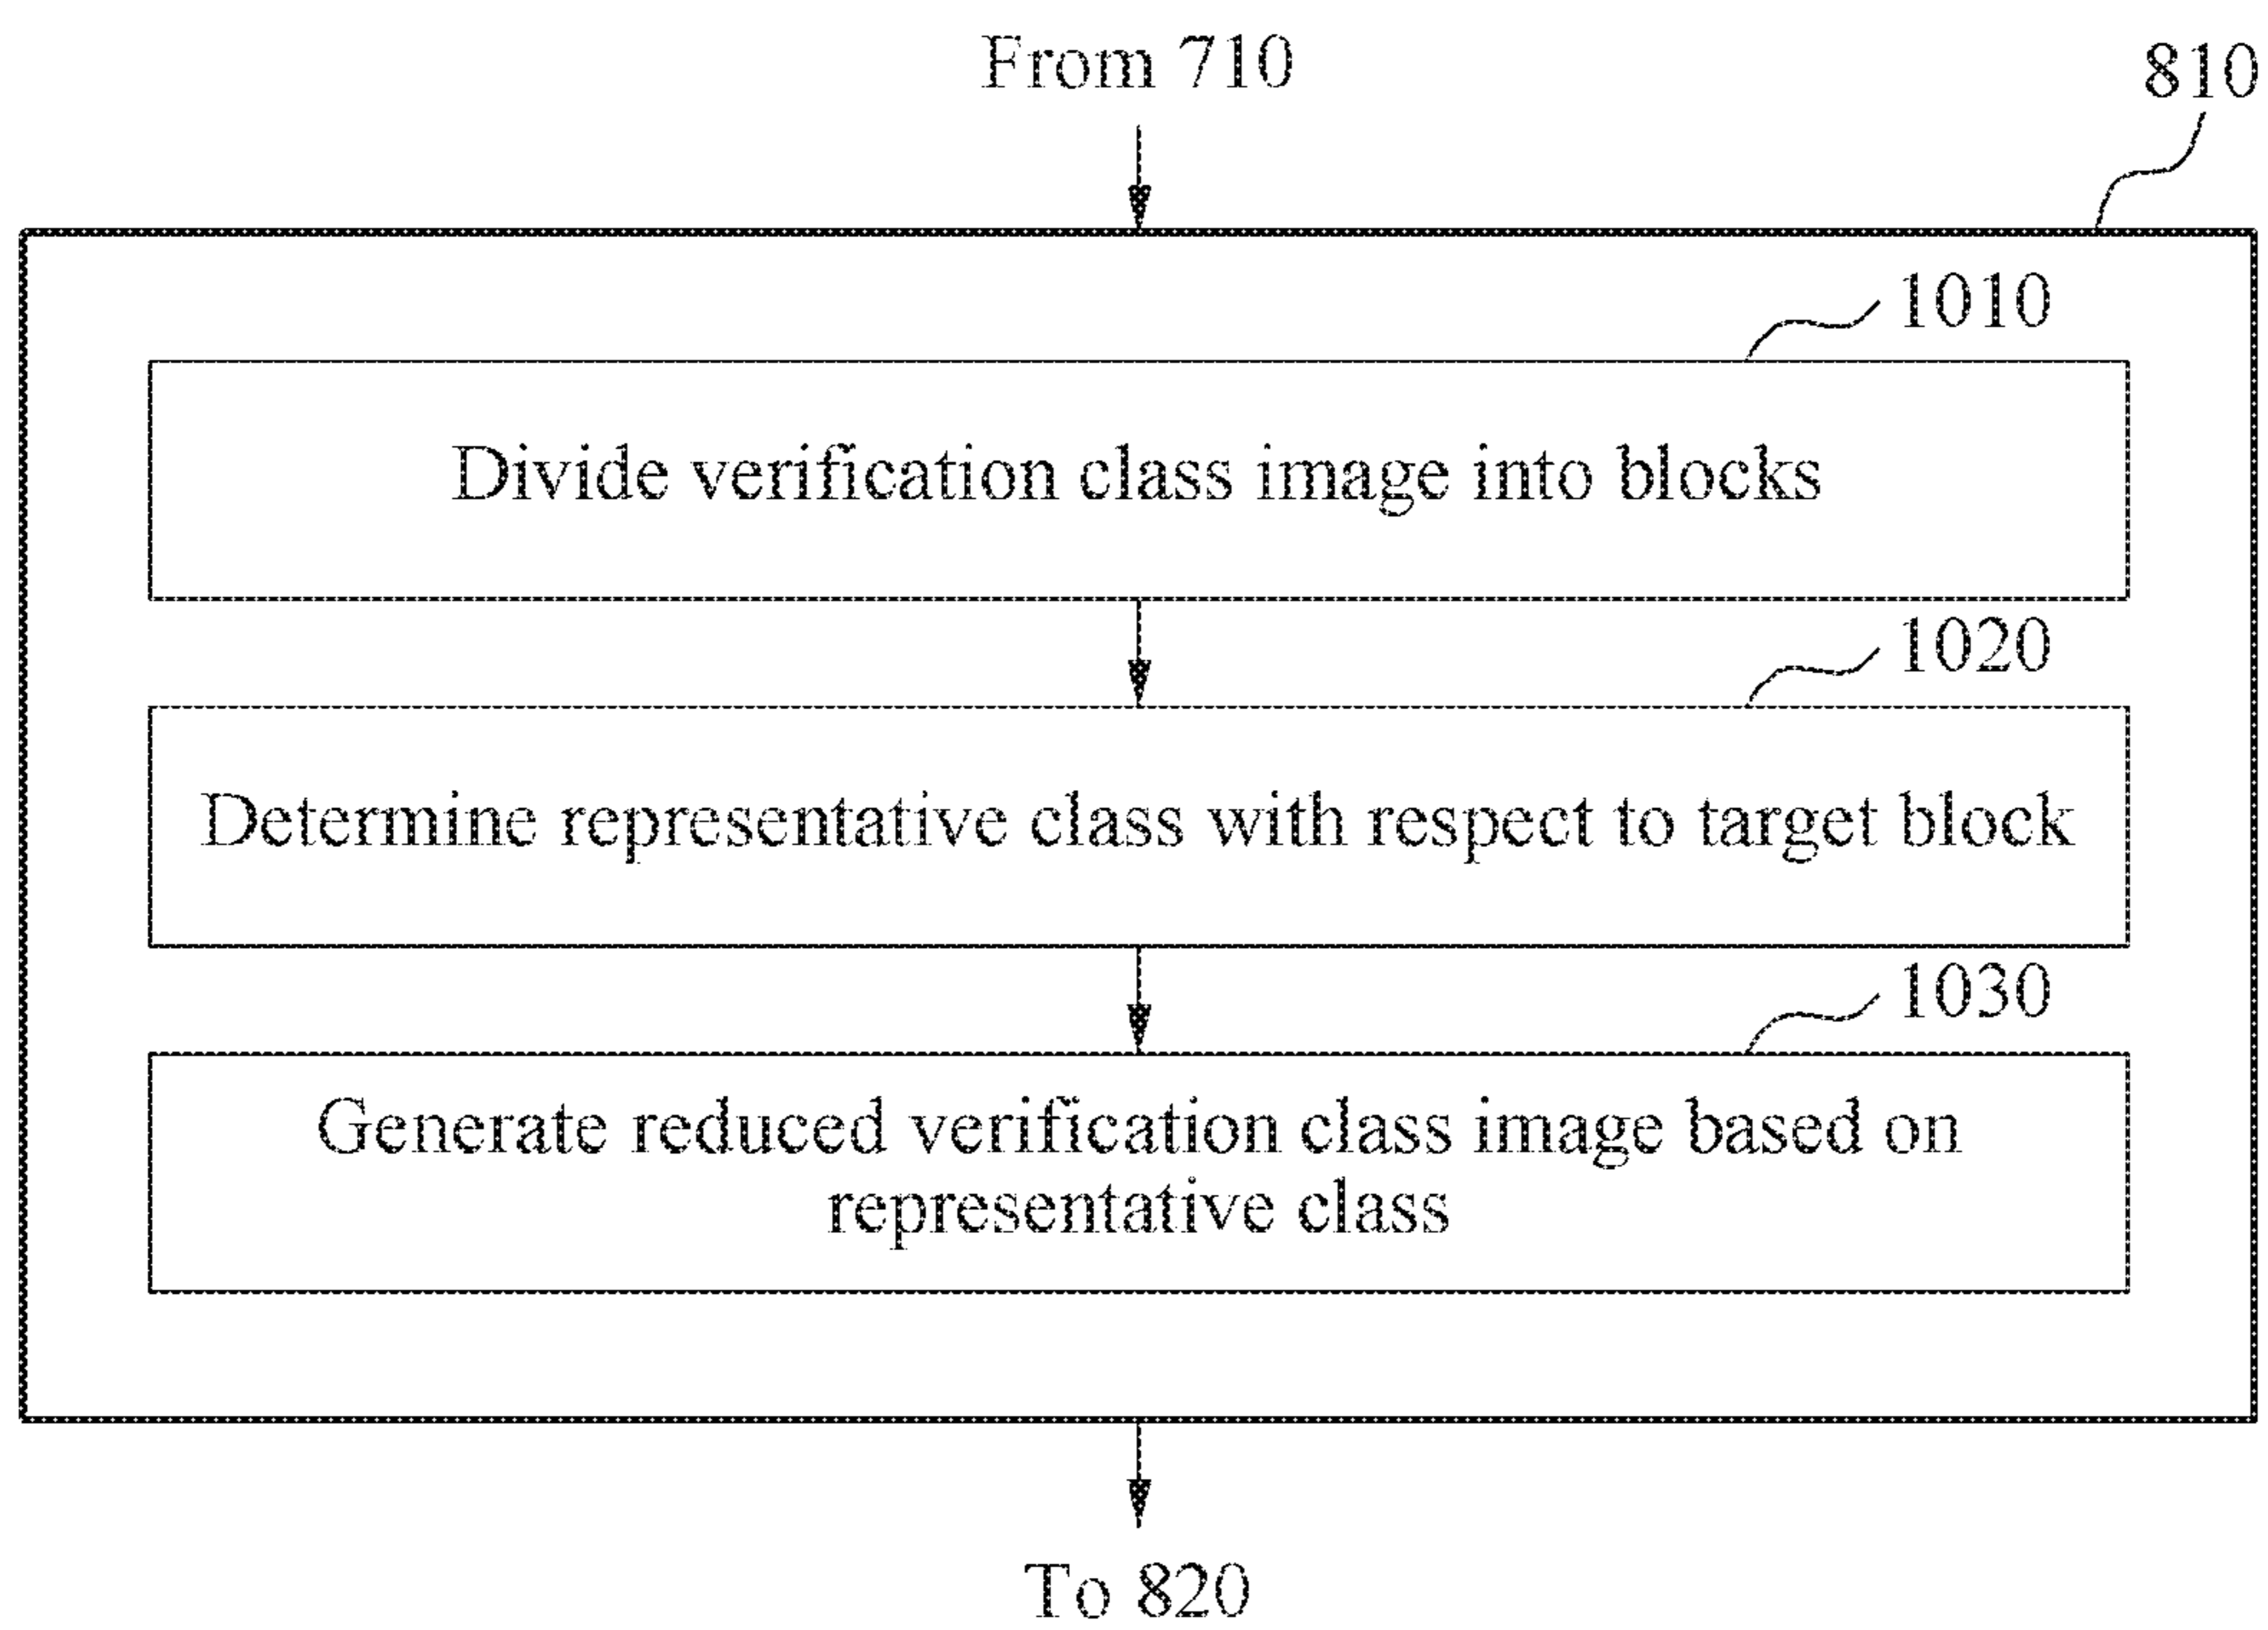 From 710
810
1010
Divide verification class image into blocks
1020
Determine representative class with respect to target block
1030
Generate reduced verification class image based on
representative class
To 820